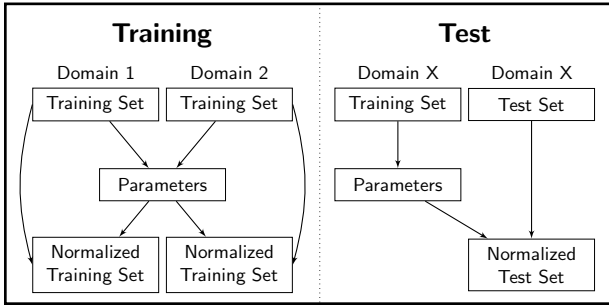 Training
Domain 1 Domain 2
Training Set Training Set
Parameters
Normalized Training Set Normalized Training Set
Test
Domain X Domain X
Training Set Test Set
Parameters
Normalized Test Set